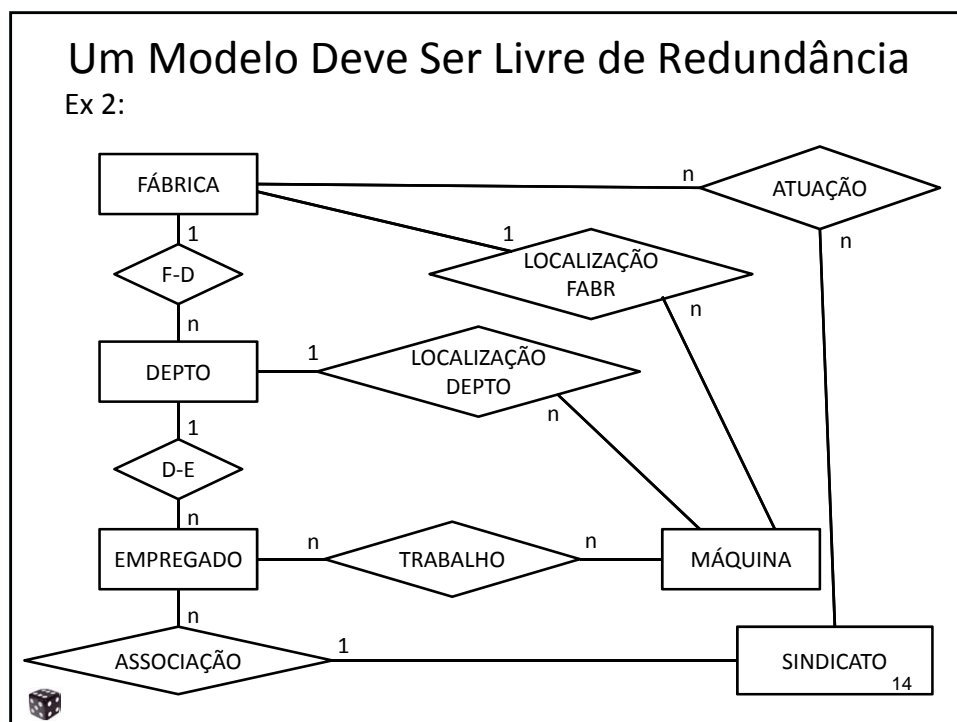 Um Modelo Deve Ser Livre de Redundância
Ex 2:
FÁBRICA
n
ATUAÇÃO
1
1
n
F-D
LOCALIZAÇÃO
FABR
n
n
DEPTO
1
LOCALIZAÇÃO
DEPTO
n
1
D-E
n
EMPREGADO
n
TRABALHO
n
MÁQUINA
n
ASSOCIAÇÃO
1
SINDICATO
14